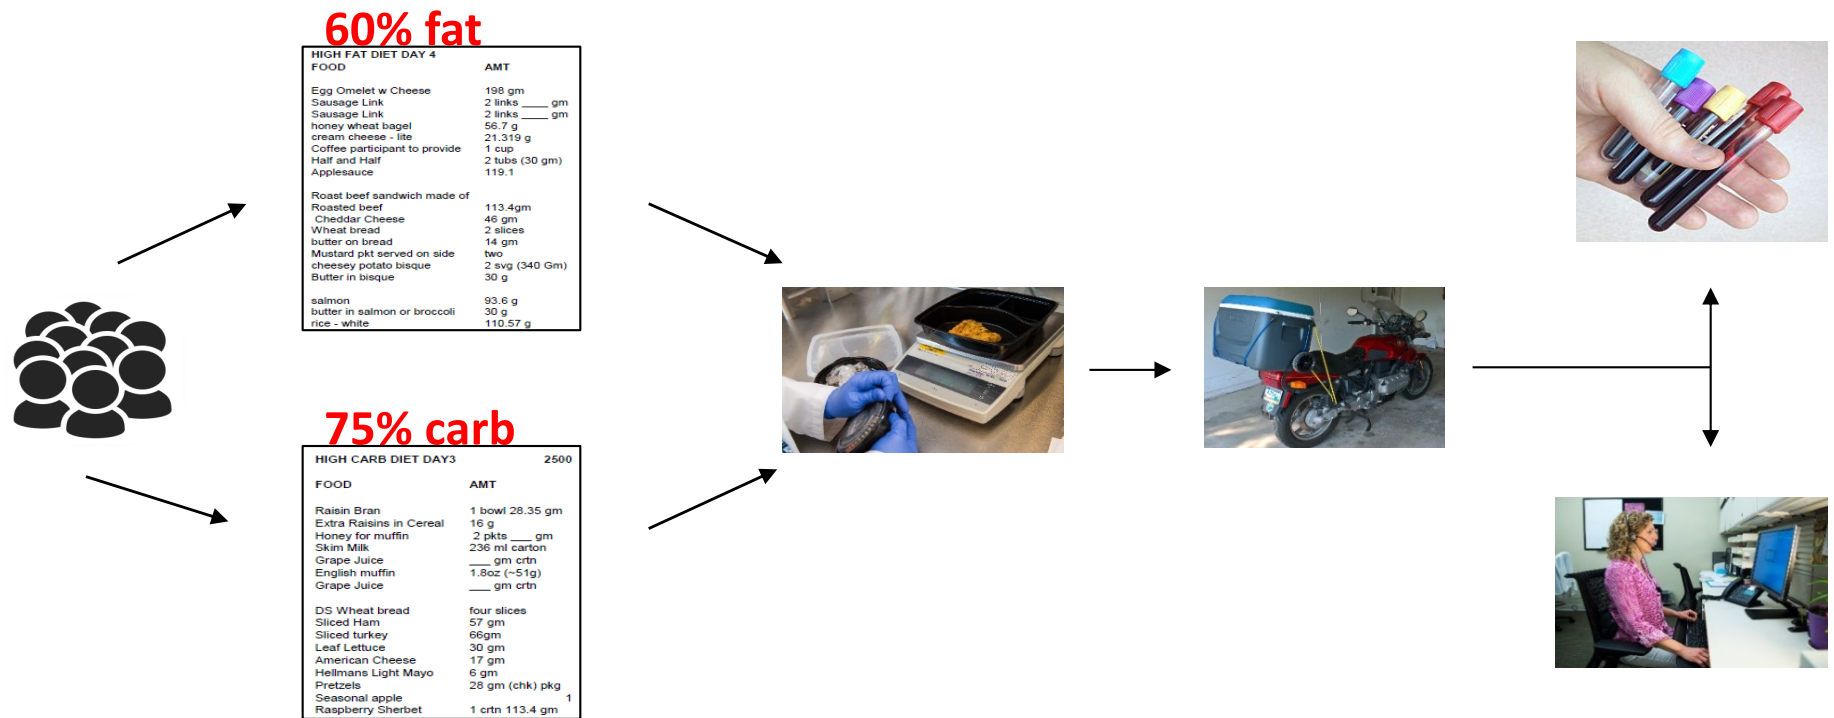 60% fat
HIGH FAT DIET DAY 4
FOOD AMT
Egg Omelet w Cheese 198 gm
Sausage Link 2 links ____ gm
Sausage Link 2 links ____ gm
honey wheat bagel 56.7 g
cream cheese - lite 21.319 g
Coffee participant to provide 1 cup
Half and Half 2 tubs (30 gm)
Applesauce 119.1
Roast beef sandwich made of
Roasted beef 113.4gm
Cheddar Cheese 46 gm
Wheat bread 2 slices
butter on bread 14 gm
Mustard pkt served on side two
cheesey potato bisque 2 svg (340 Gm)
Butter in bisque 30 g
salmon 93.6 g
butter in salmon or broccoli 30 g
rice - white 110.57 g
75% carb
HIGH CARB DIET DAY3 2500
FOOD AMT
Raisin Bran 1 bowl 28.35 gm
Extra Raisins in Cereal 16 g
Honey for muffin 2 pkts ___ gm
Skim Milk 236 ml carton
Grape Juice ___ gm crtn
English muffin 1.8oz (~51g)
Grape Juice ___ gm crtn
DS Wheat bread four slices
Sliced Ham 57 gm
Sliced turkey 66gm
Leaf Lettuce 30 gm
American Cheese 17 gm
Hellmans Light Mayo 6 gm
Pretzels 28 gm (chk) pkg
Seasonal apple 1
Raspberry Sherbet 1 crtn 113.4 gm